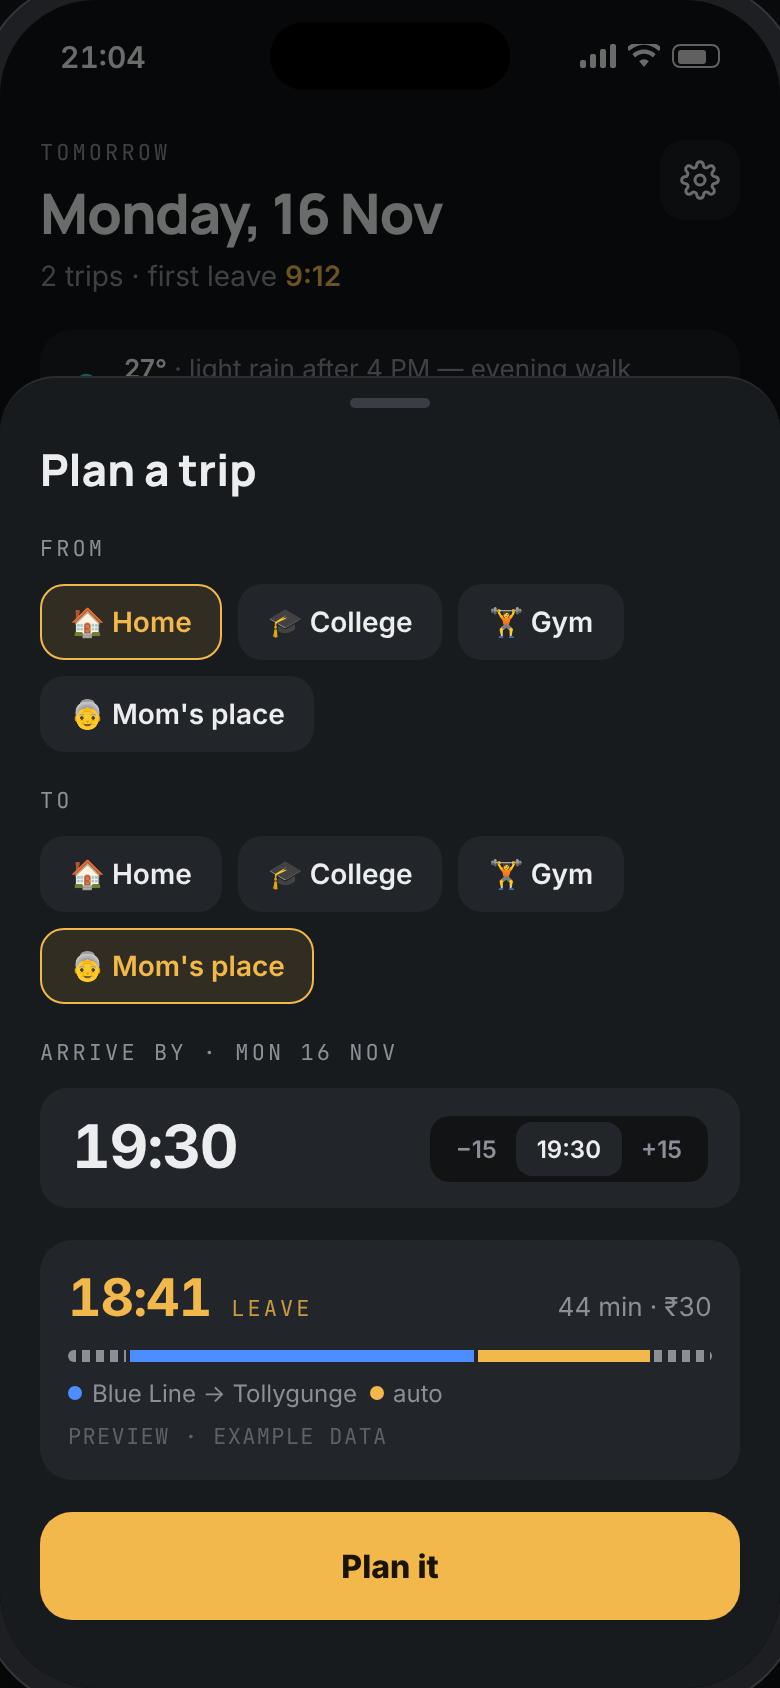 21:04
TOMORROW
Monday, 16 Nov
2 trips · first leave 9:12
27° · light rain after 4 PM — evening walk
Plan a trip
FROM
🏠 Home 🎓 College 🏋️ Gym
👵 Mom's place
TO
🏠 Home 🎓 College 🏋️ Gym
👵 Mom's place
ARRIVE BY · MON 16 NOV
19:30 −15 19:30 +15
18:41 LEAVE 44 min · ₹30
Blue Line → Tollygunge auto
PREVIEW · EXAMPLE DATA
Plan it